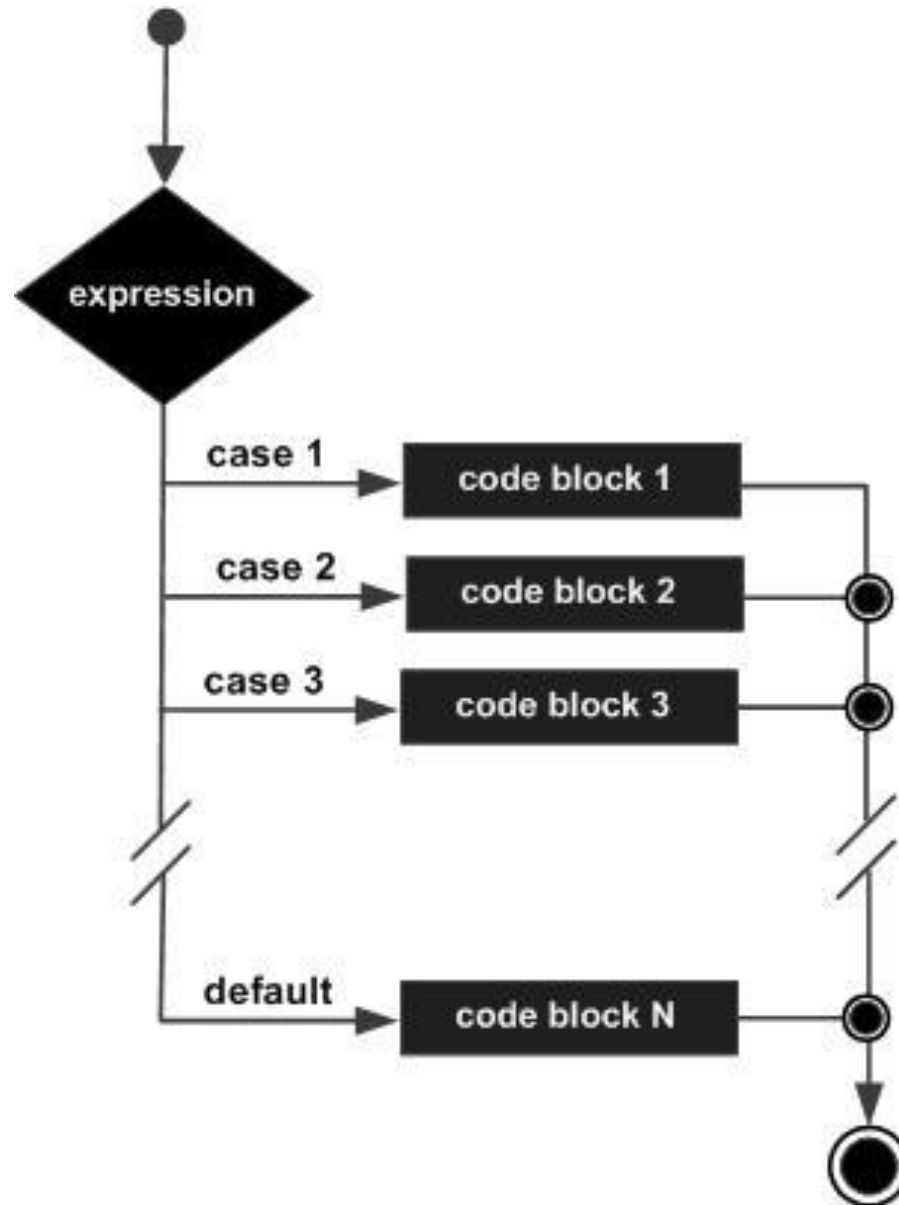 expression
case 1
code block 1
case 2
code block 2
case 3
code block 3
default
code block N